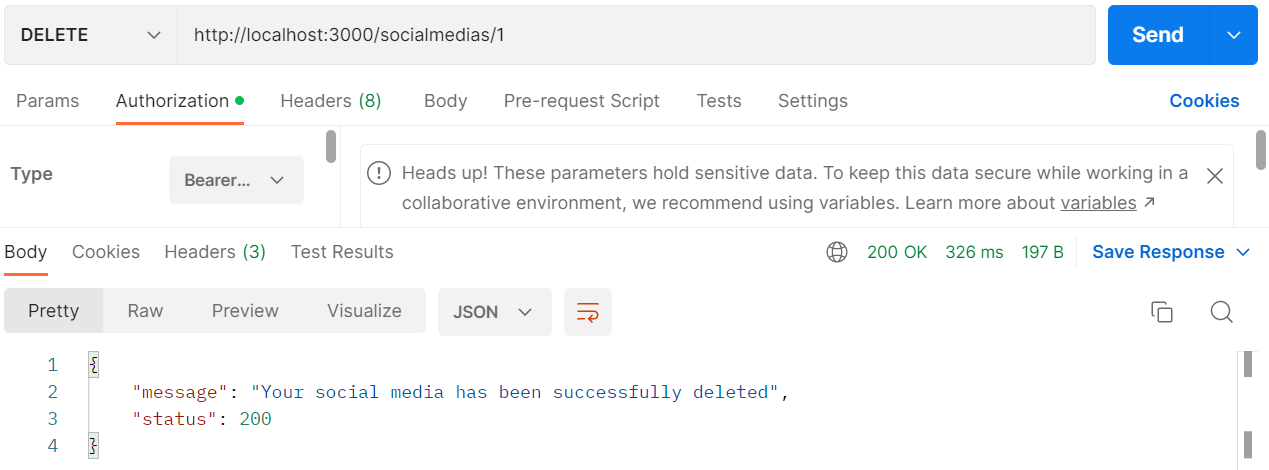 DELETE http://localhost:3000/socialmedias/1 Send
Params Authorization Headers (8) Body Pre-request Script Tests Settings Cookies
Type Bearer... Heads up! These parameters hold sensitive data. To keep this data secure while working in a
collaborative environment, we recommend using variables. Learn more about variables ↗
Body Cookies Headers (3) Test Results 200 OK 326 ms 197 B Save Response
Pretty Raw Preview Visualize JSON
1 {
2 "message": "Your social media has been successfully deleted",
3 "status": 200
4 }